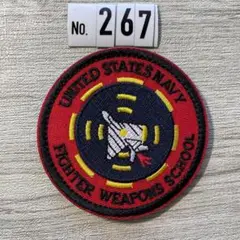 No. 267
UNITED STATES NAVY
FIGHTER WEAPONS SCHOOL